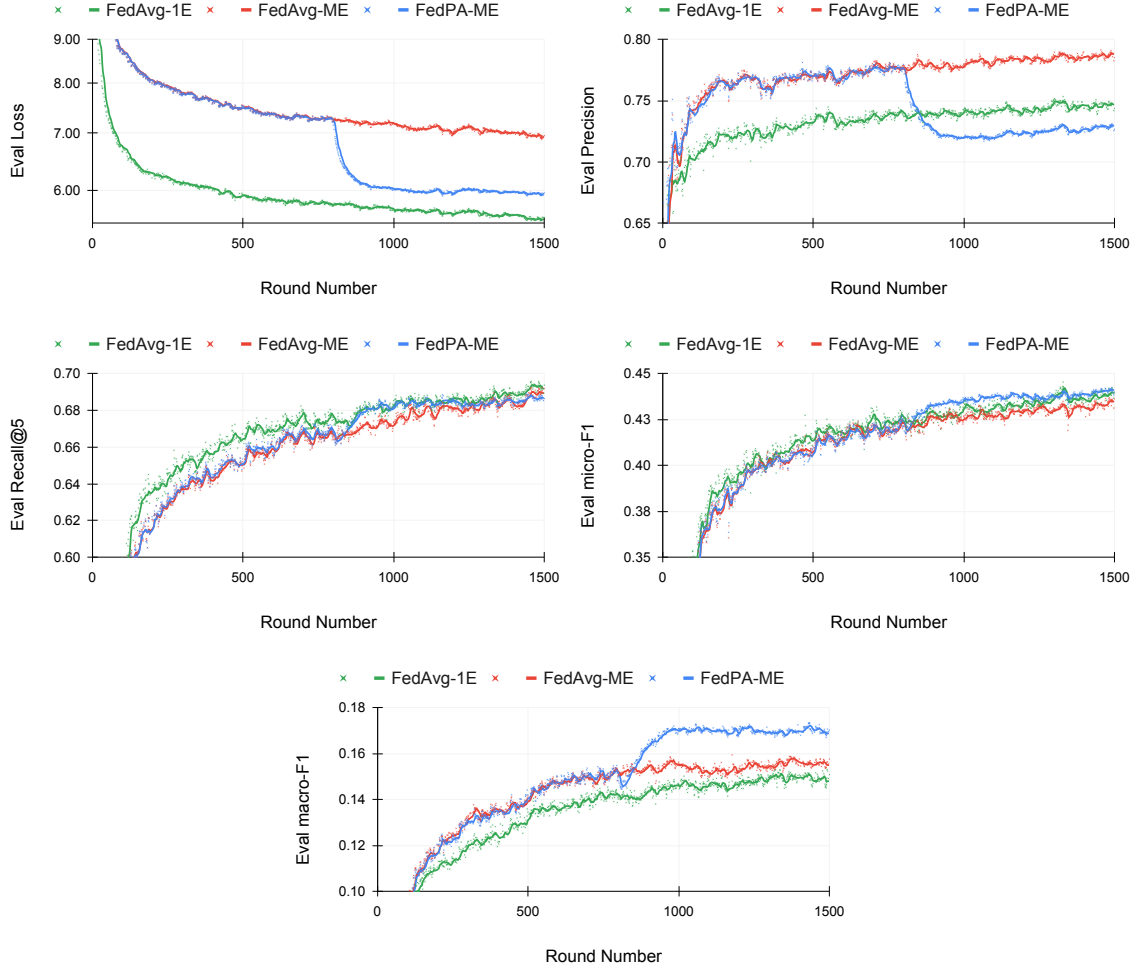 × FedAvg-1E × FedAvg-ME × FedPA-ME
× FedAvg-1E × FedAvg-ME × FedPA-ME
9.00
8.00
7.00
6.00
Eval Loss
0 500 1000 1500
Round Number
0.80
0.75
0.70
0.65
Eval Precision
0 500 1000 1500
Round Number
× FedAvg-1E × FedAvg-ME × FedPA-ME
× FedAvg-1E × FedAvg-ME × FedPA-ME
0.70
0.68
0.66
0.64
0.62
0.60
Eval Recall@5
0 500 1000 1500
Round Number
0.45
0.43
0.40
0.38
0.35
Eval micro-F1
0 500 1000 1500
Round Number
× FedAvg-1E × FedAvg-ME × FedPA-ME
0.18
0.16
0.14
0.12
0.10
Eval macro-F1
0 500 1000 1500
Round Number